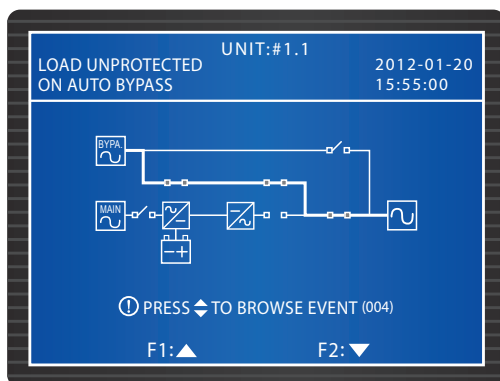 UNIT:#1.1
LOAD UNPROTECTED
ON AUTO BYPASS
2012-01-20
15:55:00
BYPA.
MAIN
PRESS TO BROWSE EVENT (004)
F1: F2: